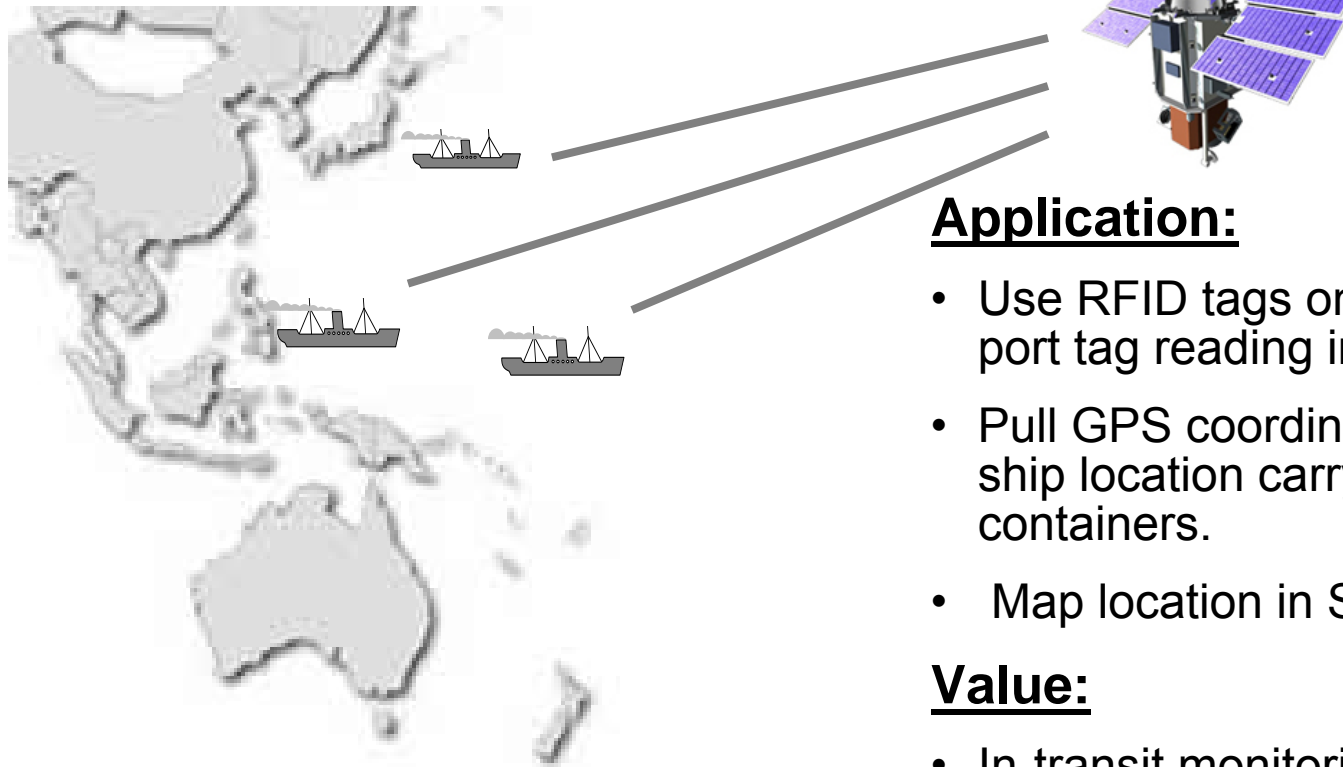 Application:
• Use RFID tags or
port tag reading i
• Pull GPS coordin
ship location carr
containers.
• Map location in S
Value:
• In-transit monitori